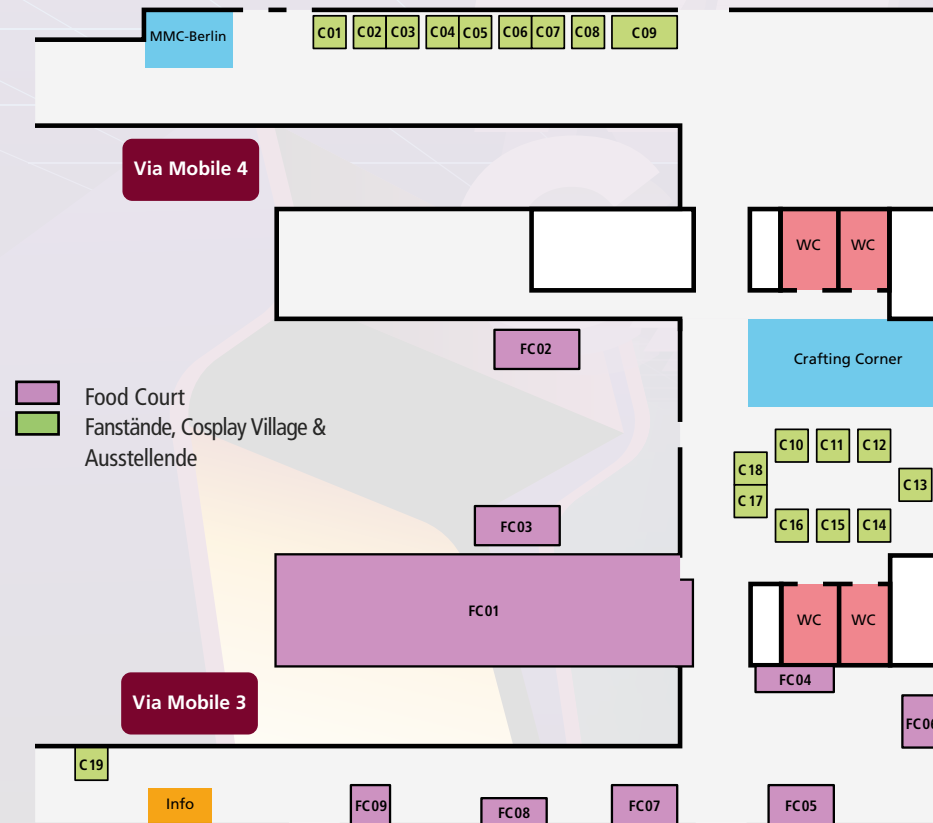 MMC-Berlin
C01 C02 C03 C04 C05 C06 C07 C08 C09
Via Mobile 4
WC WC
FC02
Crafting Corner
Food Court
Fanstände, Cosplay Village &
Ausstellende
C10 C11 C12
C18
C13
C17
C16 C15 C14
FC03
FC01
WC WC
FC04
Via Mobile 3
FC06
C19
Info
FC09
FC08
FC07
FC05